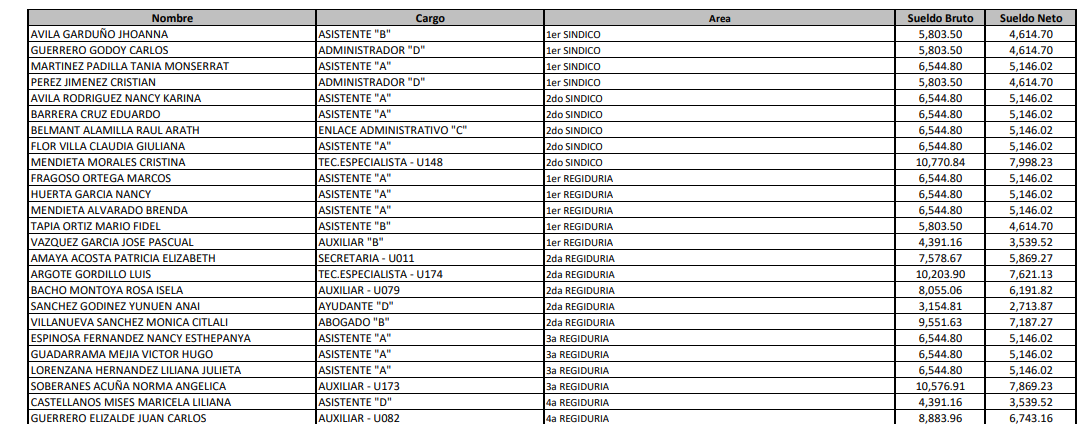 Nombre Cargo Area Sueldo Bruto Sueldo Neto
AVILA GARDUÑO JHOANNA ASISTENTE "B" 1er SINDICO 5,803.50 4,614.70
GUERRERO GODOY CARLOS ADMINISTRADOR "D" 1er SINDICO 5,803.50 4,614.70
MARTINEZ PADILLA TANIA MONSERRAT ASISTENTE "A" 1er SINDICO 6,544.80 5,146.02
PEREZ JIMENEZ CRISTIAN ADMINISTRADOR "D" 1er SINDICO 5,803.50 4,614.70
AVILA RODRIGUEZ NANCY KARINA ASISTENTE "A" 2do SINDICO 6,544.80 5,146.02
BARRERA CRUZ EDUARDO ASISTENTE "A" 2do SINDICO 6,544.80 5,146.02
BELMANT ALAMILLA RAUL ARATH ENLACE ADMINISTRATIVO "C" 2do SINDICO 6,544.80 5,146.02
FLOR VILLA CLAUDIA GIULIANA ASISTENTE "A" 2do SINDICO 6,544.80 5,146.02
MENDIETA MORALES CRISTINA TEC.ESPECIALISTA - U148 2do SINDICO 10,770.84 7,998.23
FRAGOSO ORTEGA MARCOS ASISTENTE "A" 1er REGIDURIA 6,544.80 5,146.02
HUERTA GARCIA NANCY ASISTENTE "A" 1er REGIDURIA 6,544.80 5,146.02
MENDIETA ALVARADO BRENDA ASISTENTE "A" 1er REGIDURIA 6,544.80 5,146.02
TAPIA ORTIZ MARIO FIDEL ASISTENTE "B" 1er REGIDURIA 5,803.50 4,614.70
VAZQUEZ GARCIA JOSE PASCUAL AUXILIAR "B" 1er REGIDURIA 4,391.16 3,539.52
AMAYA ACOSTA PATRICIA ELIZABETH SECRETARIA - U011 2da REGIDURIA 7,578.67 5,869.27
ARGOTE GORDILLO LUIS TEC.ESPECIALISTA - U174 2da REGIDURIA 10,203.90 7,621.13
BACHO MONTOYA ROSA ISELA AUXILIAR - U079 2da REGIDURIA 8,055.06 6,191.82
SANCHEZ GODINEZ YUNUEN ANAI AYUDANTE "D" 2da REGIDURIA 3,154.81 2,713.87
VILLANUEVA SANCHEZ MONICA CITLALI ABOGADO "B" 2da REGIDURIA 9,551.63 7,187.27
ESPINOSA FERNANDEZ NANCY ESTHEPANYA ASISTENTE "A" 3a REGIDURIA 6,544.80 5,146.02
GUADARRAMA MEJIA VICTOR HUGO ASISTENTE "A" 3a REGIDURIA 6,544.80 5,146.02
LORENZANA HERNANDEZ LILIANA JULIETA ASISTENTE "A" 3a REGIDURIA 6,544.80 5,146.02
SOBERANES ACUÑA NORMA ANGELICA AUXILIAR - U173 3a REGIDURIA 10,576.91 7,869.23
CASTELLANOS MISES MARICELA LILIANA ASISTENTE "D" 4a REGIDURIA 4,391.16 3,539.52
GUERRERO ELIZALDE JUAN CARLOS AUXILIAR - U082 4a REGIDURIA 8,883.96 6,743.16